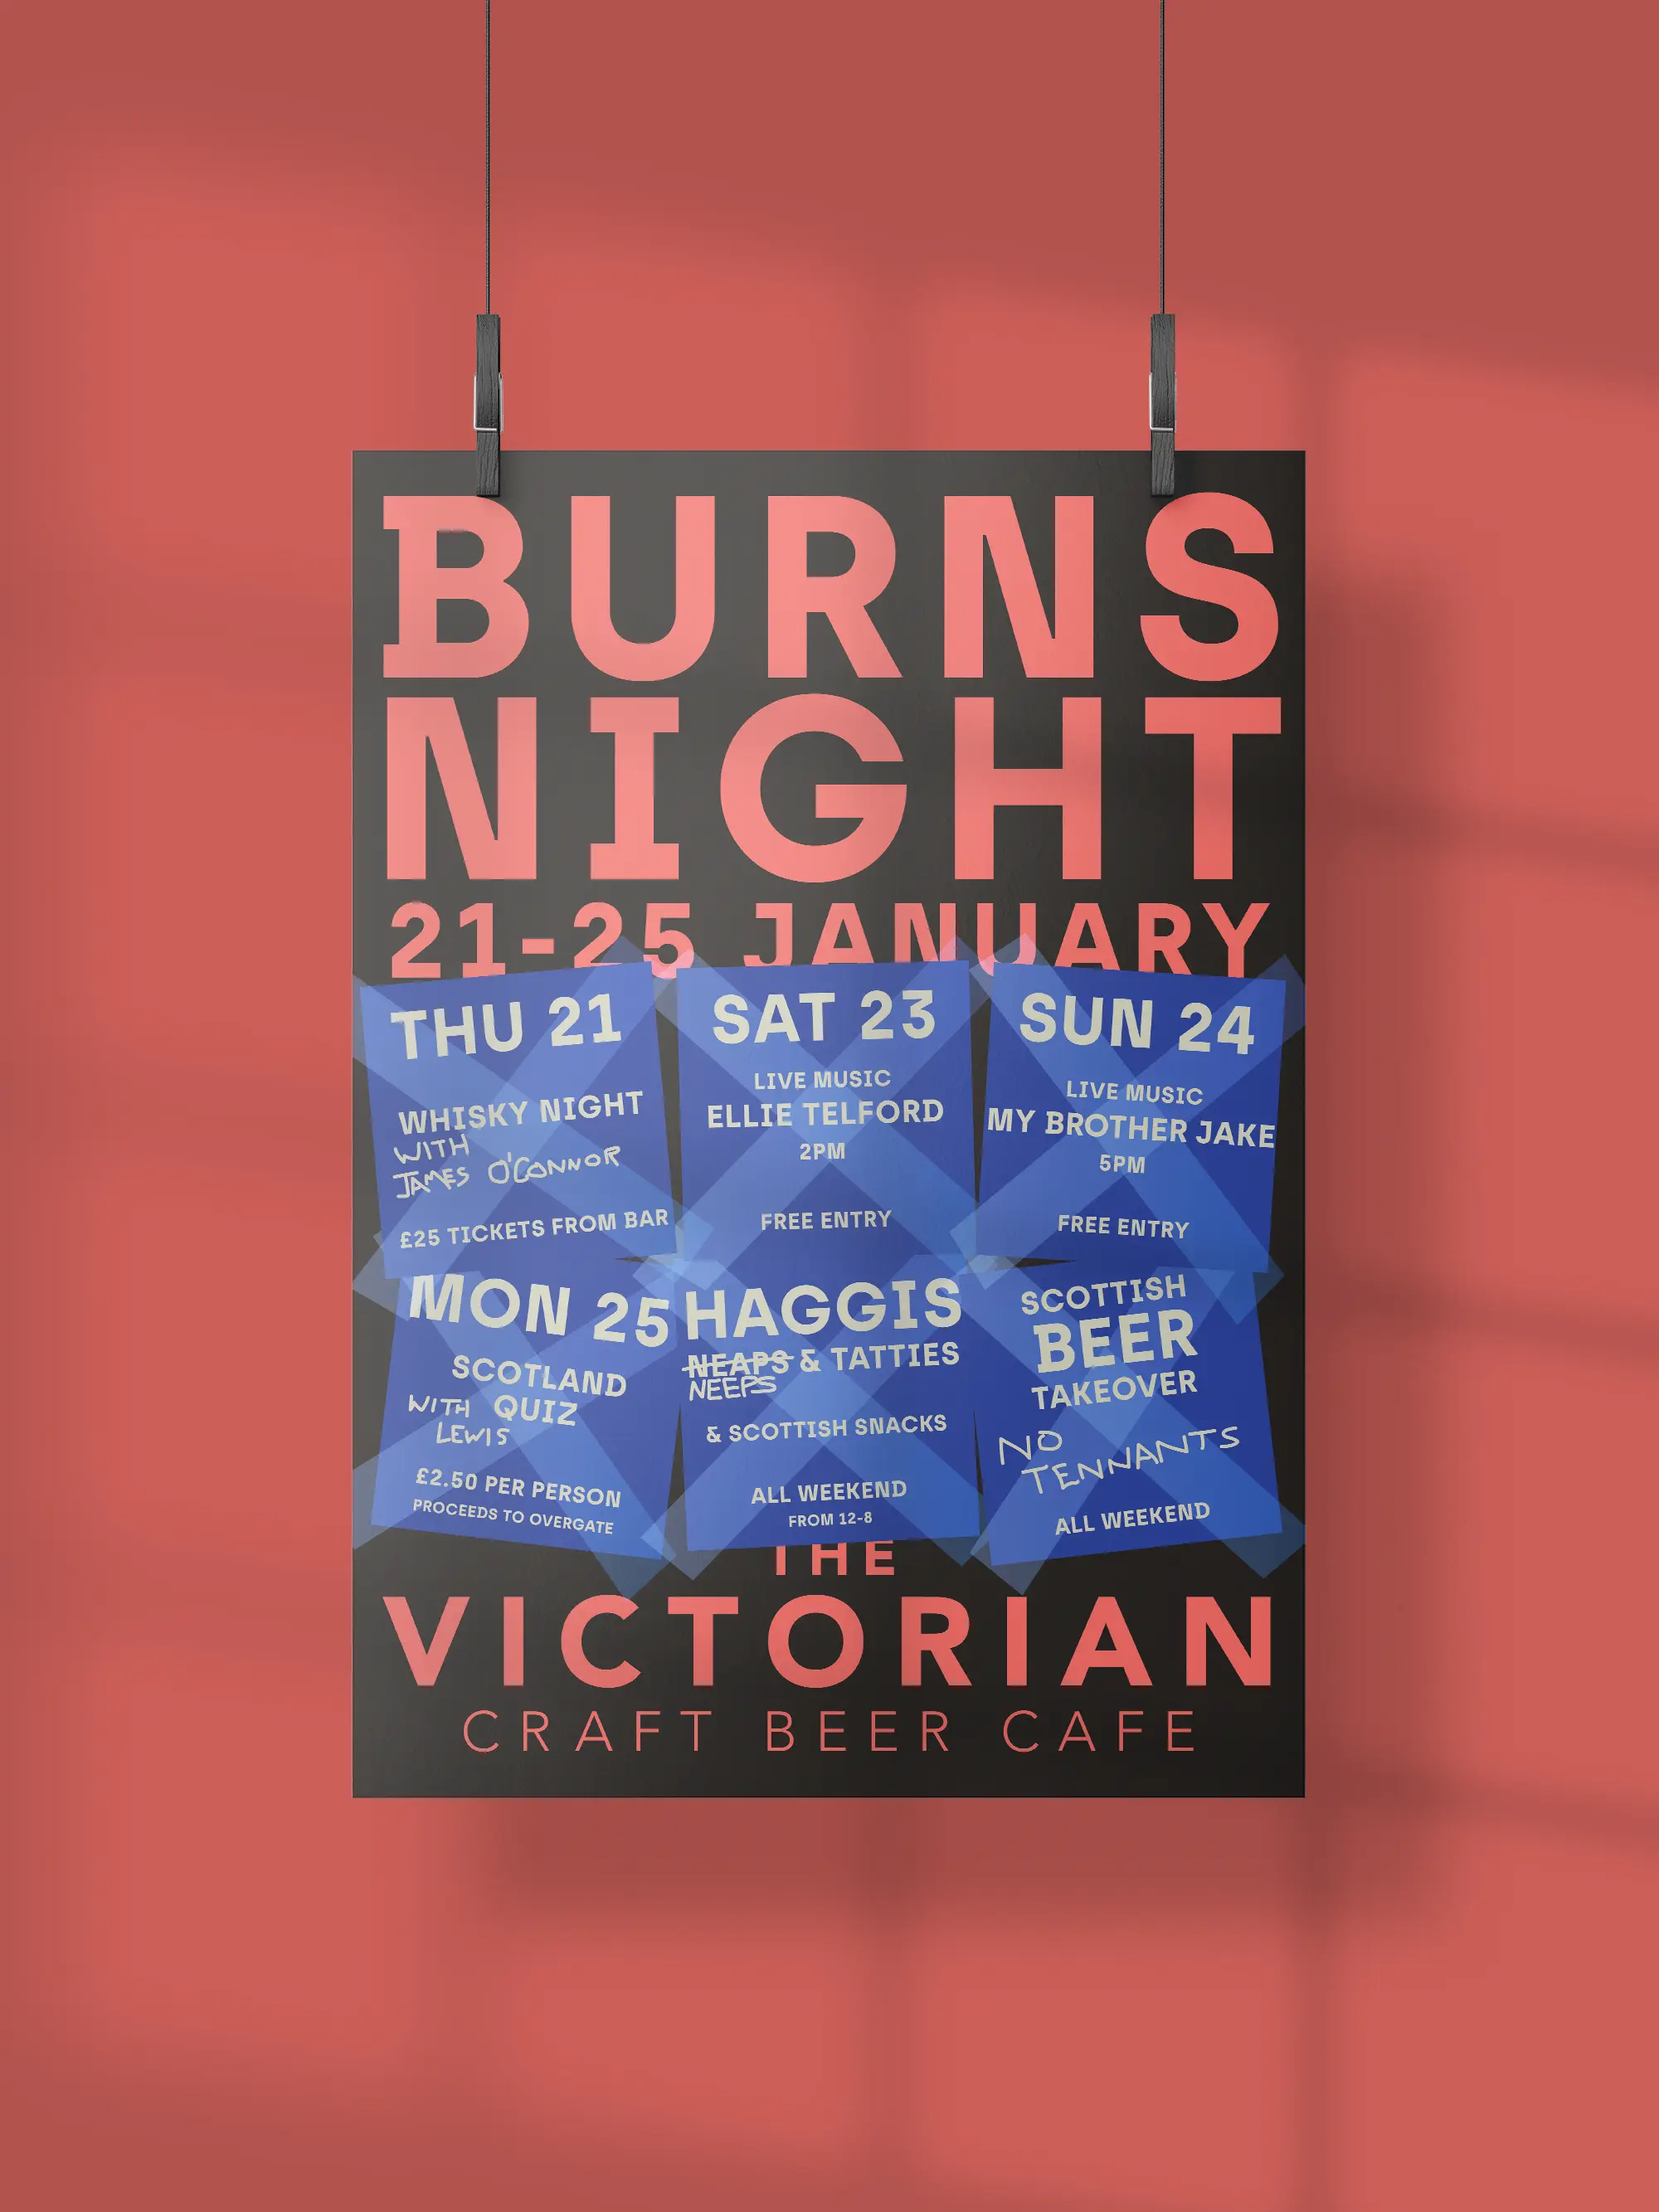 BURNS
NIGHT
21-25 JANUARY
THU 21
WHISKY NIGHT
WITH
JAMES O'CONNOR
£25 TICKETS FROM BAR
SAT 23
LIVE MUSIC
ELLIE TELFORD
2PM
FREE ENTRY
SUN 24
LIVE MUSIC
MY BROTHER JAKE
5PM
FREE ENTRY
MON 25
SCOTLAND
WITH QUIZ
LEWIS
£2.50 PER PERSON
PROCEEDS TO OVERGATE
HAGGIS
NEAPS & TATTIES
NEEPS
& SCOTTISH SNACKS
ALL WEEKEND
FROM 12-8
SCOTTISH
BEER
TAKEOVER
NO
TENNANTS
ALL WEEKEND
THE
VICTORIAN
CRAFT BEER CAFE